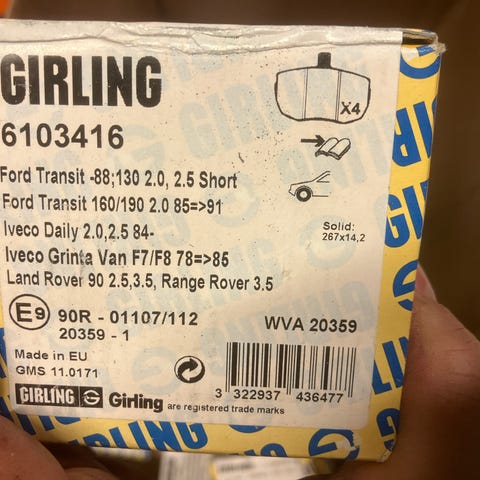 GIRLING
6103416
X4
Ford Transit -88;130 2.0, 2.5 Short
Ford Transit 160/190 2.0 85=>91
Iveco Daily 2.0,2.5 84-
Iveco Grinta Van F7/F8 78=>85
Land Rover 90 2.5,3.5, Range Rover 3.5
Solid:
267x14,2
E9 90R - 01107/112
20359 - 1
WVA 20359
Made in EU
GMS 11.0171
3 322937 436477
GIRLING Girling are registered trade marks
GIRLING